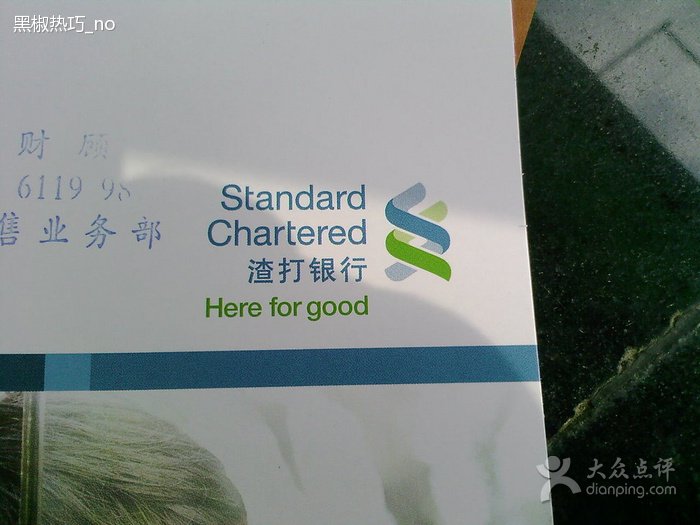 黑椒热巧_no
财 顾
6119 98
售业务部
Standard
Chartered
渣打银行
Here for good
大众点评
dianping.com